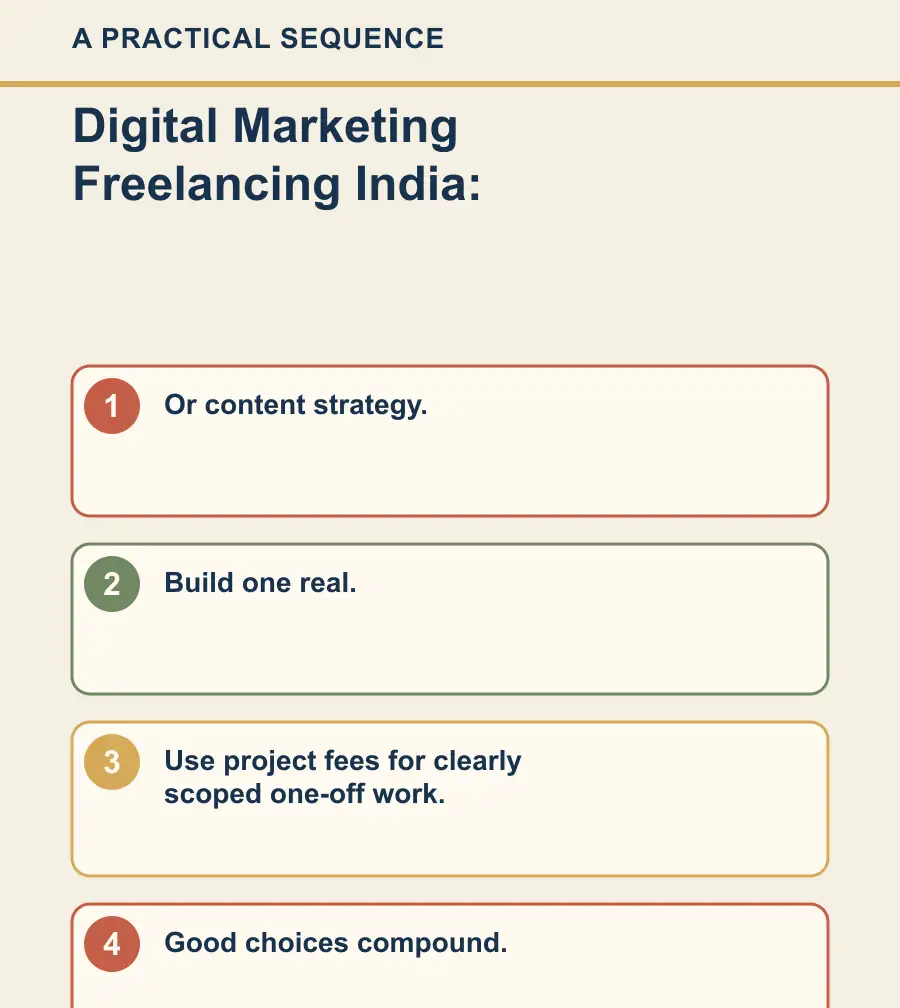 A PRACTICAL SEQUENCE
Digital Marketing
Freelancing India:
1
Or content strategy.
2
Build one real.
3
Use project fees for clearly
scoped one-off work.
4
Good choices compound.